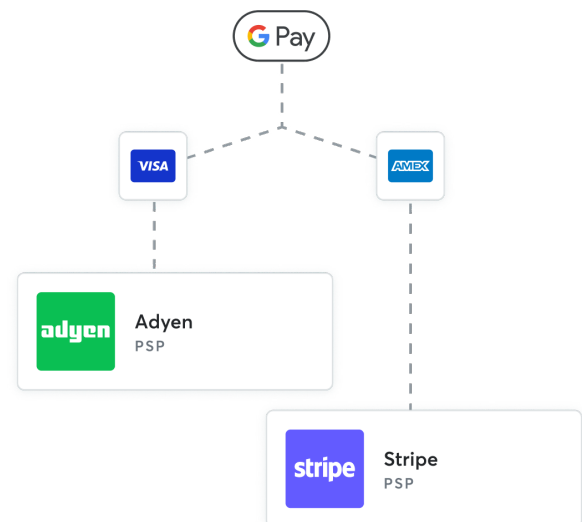 G Pay
VISA
AMEX
adyen
Adyen
PSP
stripe
Stripe
PSP